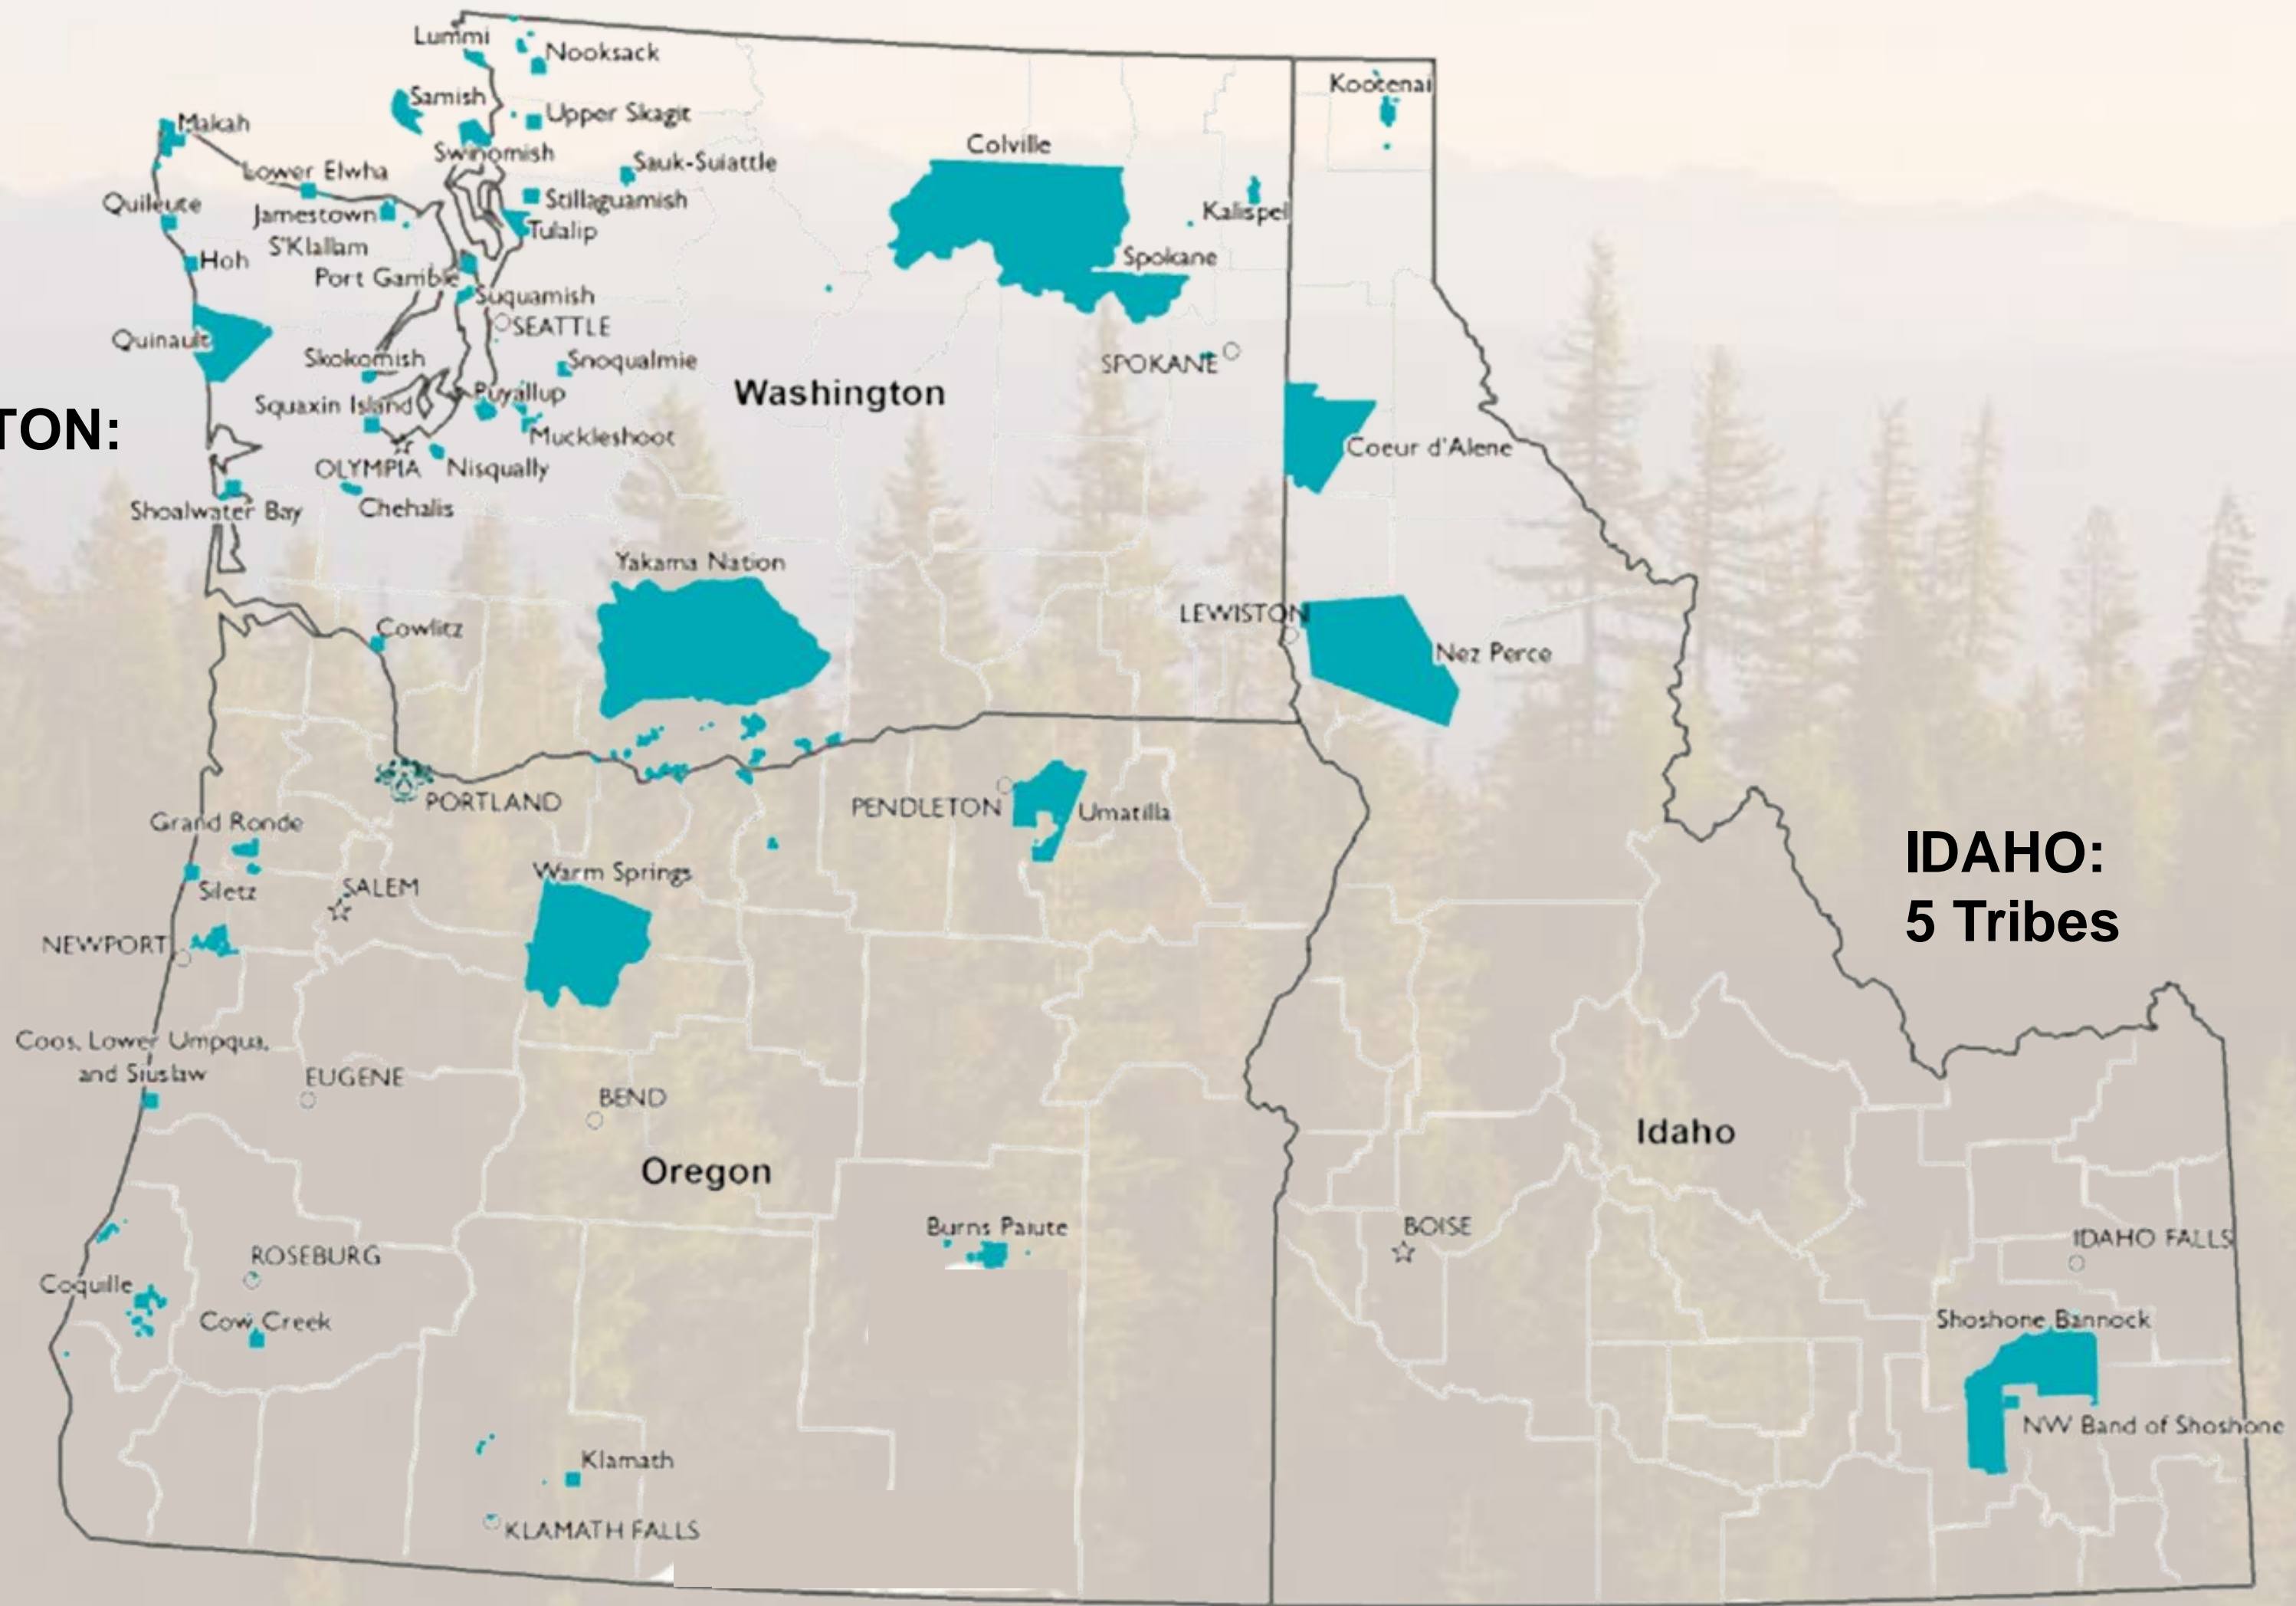 Lummi
Nooksack
Kootenai
Samish
Upper Skagit
Makah
Colville
Swinomish
Sauk-Suiattle
Lower Elwha
Stillaguamish
Quileute
Jamestown
S'Klallam
Kalispel
Tulalip
Hoh
Spokane
Port Gamble
Suquamish
SEATTLE
Quinault
Skokomish
Snoqualmie
SPOKANE
Washington
Puyallup
Squaxin Island
TON:
Muckleshoot
Coeur d'Alene
OLYMPIA
Nisqually
Shoalwater Bay
Chehalis
Yakama Nation
LEWISTON
Cowlitz
Nez Perce
PORTLAND
PENDLETON
Umatilla
Grand Ronde
IDAHO:
5 Tribes
Warm Springs
Siletz
SALEM
NEWPORT
Coos, Lower Umpqua,
and Siuslaw
EUGENE
BEND
Idaho
Oregon
Burns Paiute
BOISE
IDAHO FALLS
ROSEBURG
Coquille
Cow Creek
Shoshone Bannock
NW Band of Shoshone
Klamath
KLAMATH FALLS